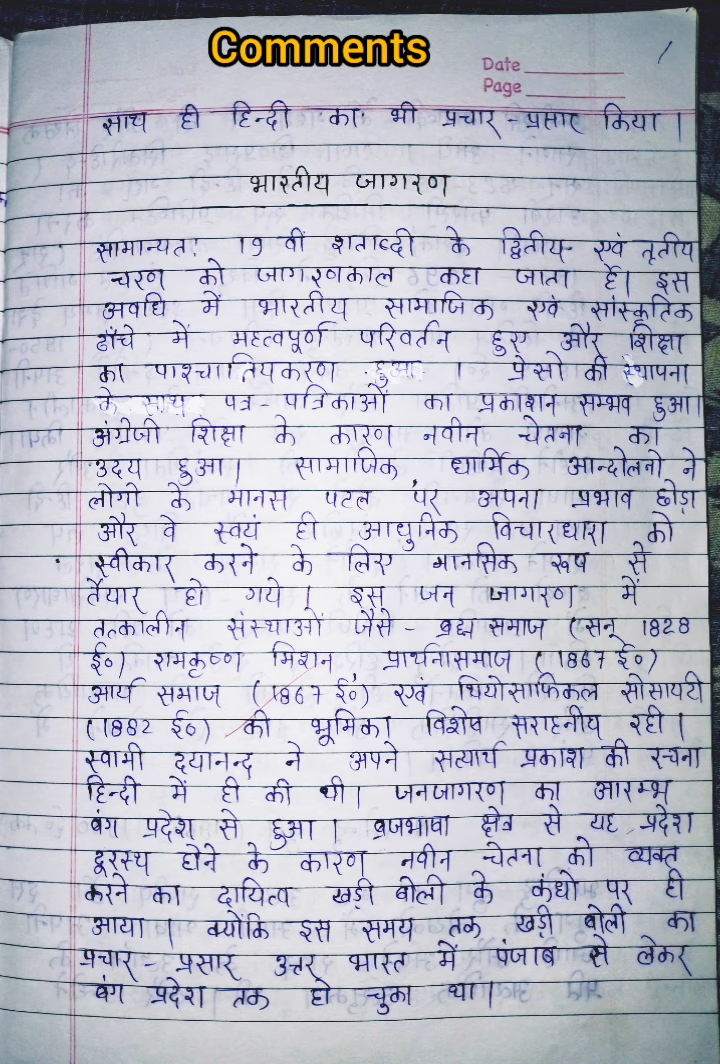 Comments
/
Date
Page
साथ ही हिन्दी का भी प्रचार-प्रसार किया ।
भारतीय जागरण
सामान्यत: 19 वीं शताब्दी के द्वितीय एवं तृतीय
चरण को जागरणकाल कहा जाता है। इस
अवधि में भारतीय सामाजिक एवं सांस्कृतिक
ढाँचे में महत्वपूर्ण परिवर्तन हुए और शिक्षा
का पाश्चातियकरण हुआ । प्रेसो की स्थापना
के साथ पत्र-पत्रिकाओं का प्रकाशन सम्भव हुआ।
अंग्रेजी शिक्षा के कारण नवीन चेतना का
उदय हुआ। सामाजिक धार्मिक आन्दोलनो ने
लोगो के मानस पटल पर अपना प्रभाव छोड़ा
और वे स्वयं ही आधुनिक विचारधारा को
स्वीकार करने के लिए मानसिक रूप से
तैयार हो गये। इस जन जागरण में
तत्कालीन संस्थाओं जैसे - ब्रह्म समाज (सन् 1828
ई०) रामकृष्ण मिशन, प्रार्थनासमाज (1867 ई०)
आर्य समाज (1867 ई०) एवं थियोसाफिकल सोसायटी
(1882 ई०) की भूमिका विशेष सराहनीय रही।
स्वामी दयानन्द ने अपने सत्यार्थ प्रकाश की रचना
हिन्दी में ही की थी। जनजागरण का आरम्भ
बंग प्रदेश से हुआ। ब्रजभाषा क्षेत्र से यह प्रदेश
दूरस्थ होने के कारण नवीन चेतना को व्यक्त
करने का दायित्व खड़ी बोली के कंधो पर ही
आया। क्योंकि इस समय तक खड़ी बोली का
प्रचार-प्रसार उत्तर भारत में पंजाब से लेकर
बंग प्रदेश तक हो चुका था।